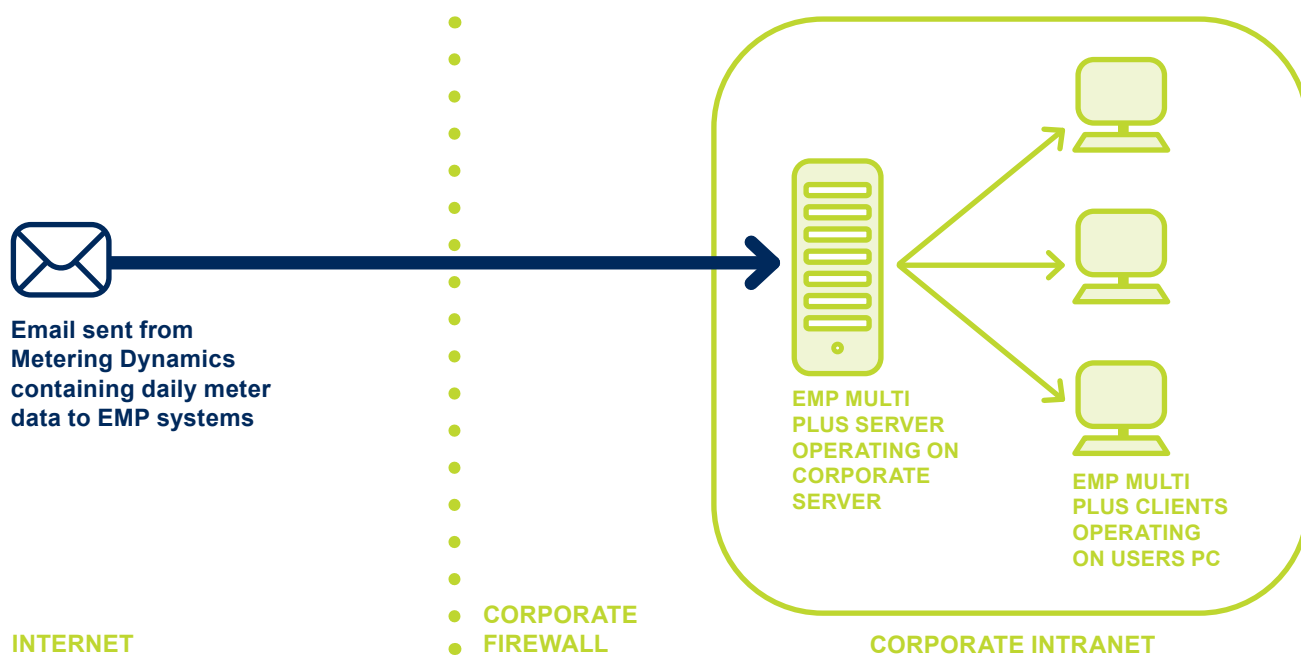 Email sent from
Metering Dynamics
containing daily meter
data to EMP systems
EMP MULTI
PLUS SERVER
OPERATING ON
CORPORATE
SERVER
EMP MULTI
PLUS CLIENTS
OPERATING
ON USERS PC
INTERNET
CORPORATE
FIREWALL
CORPORATE INTRANET